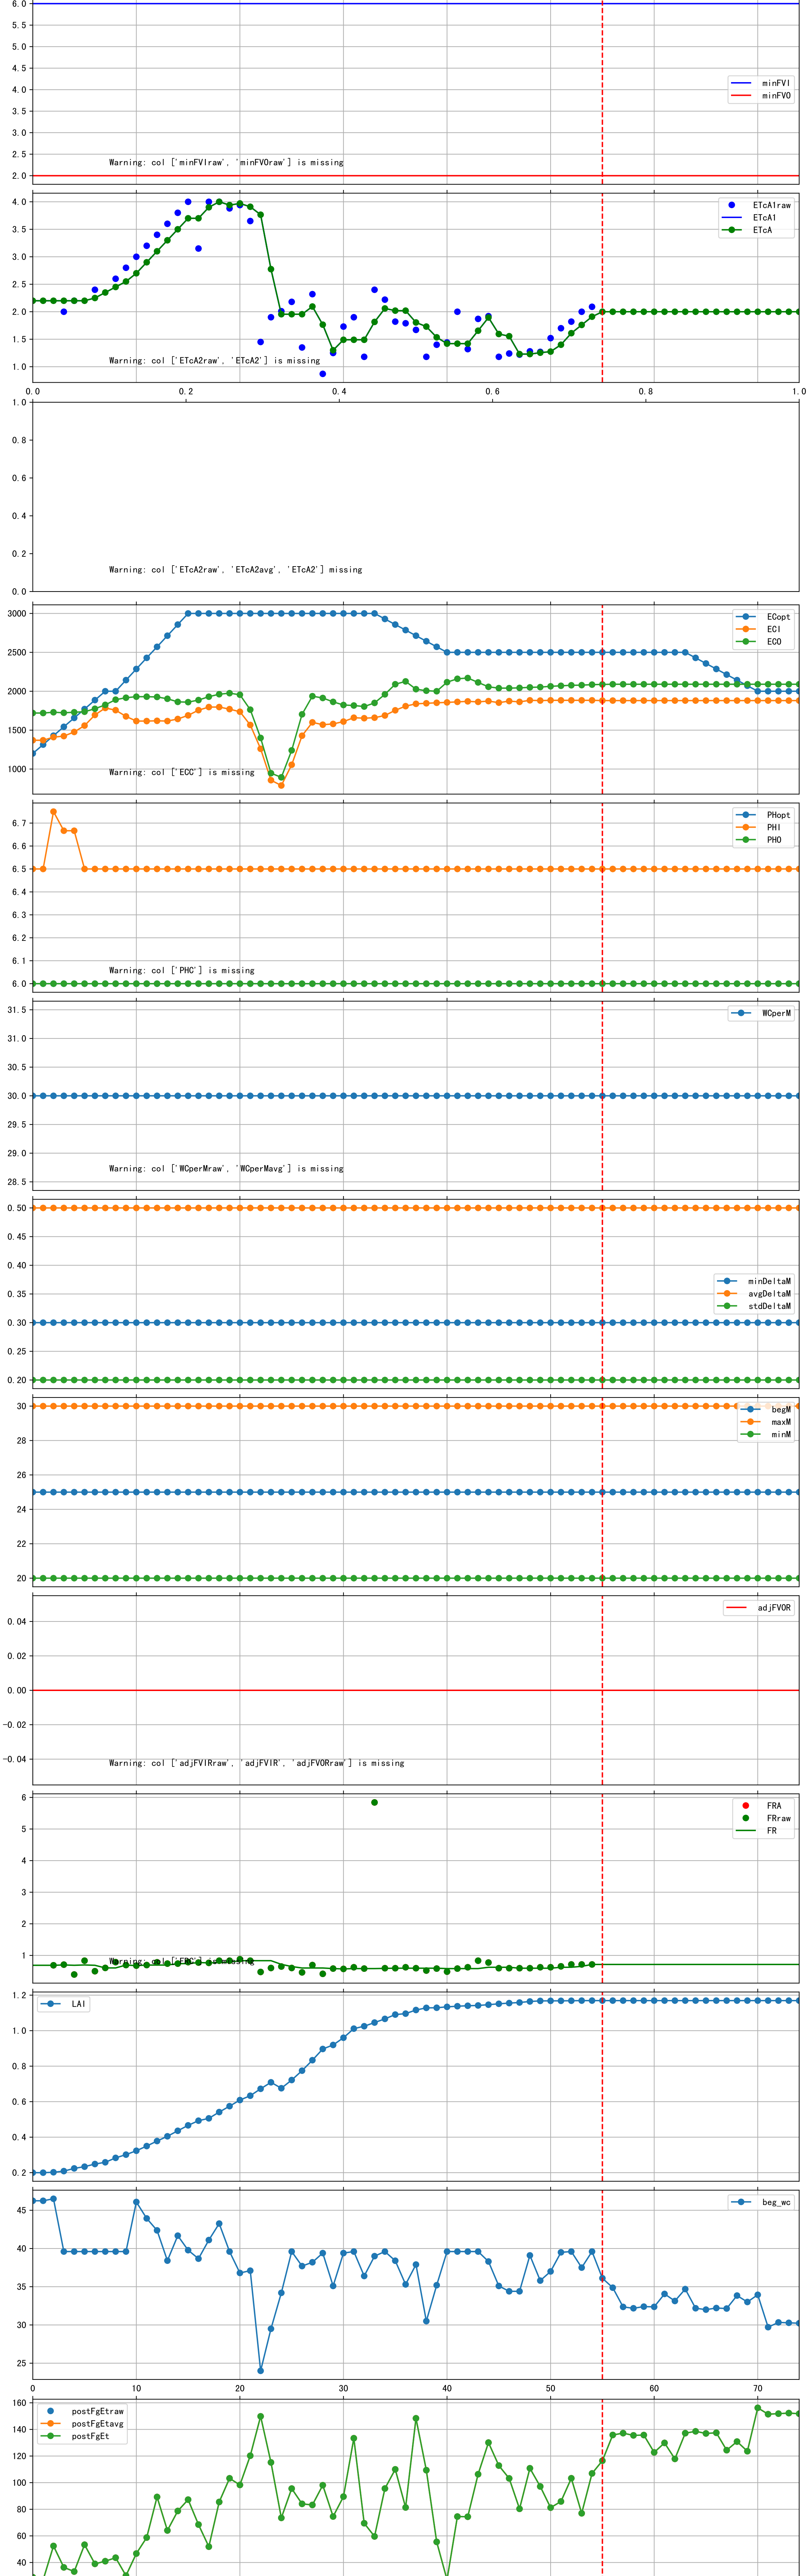 6.0
5.5
5.0
4.5
4.0
3.5
3.0
2.5
2.0
minFVI
minFVO
Warning: col ['minFVIraw', 'minFVOraw'] is missing
4.0
3.5
3.0
2.5
2.0
1.5
1.0
ETcA1raw
ETcA1
ETcA
Warning: col ['ETcA2raw', 'ETcA2'] is missing
0.0 0.2 0.4 0.6 0.8 1.0
1.0
0.8
0.6
0.4
0.2
0.0
Warning: col ['ETcA2raw', 'ETcA2avg', 'ETcA2'] missing
3000
2500
2000
1500
1000
ECopt
ECI
ECO
Warning: col ['ECC'] is missing
6.7
6.6
6.5
6.4
6.3
6.2
6.1
6.0
PHopt
PHI
PHO
Warning: col ['PHC'] is missing
31.5
31.0
30.5
30.0
29.5
29.0
28.5
WCperM
Warning: col ['WCperMraw', 'WCperMavg'] is missing
0.50
0.45
0.40
0.35
0.30
0.25
0.20
minDeltaM
avgDeltaM
stdDeltaM
30
28
26
24
22
20
begM
maxM
minM
0.04
0.02
0.00
-0.02
-0.04
adjFVOR
Warning: col ['adjFVIRraw', 'adjFVIR', 'adjFVORraw'] is missing
6
5
4
3
2
1
FRA
FRraw
FR
Warning: col ['FRC'] is missing
1.2
1.0
0.8
0.6
0.4
0.2
LAI
45
40
35
30
25
beg_wc
0 10 20 30 40 50 60 70
160
140
120
100
80
60
40
postFgEtraw
postFgEtavg
postFgEt